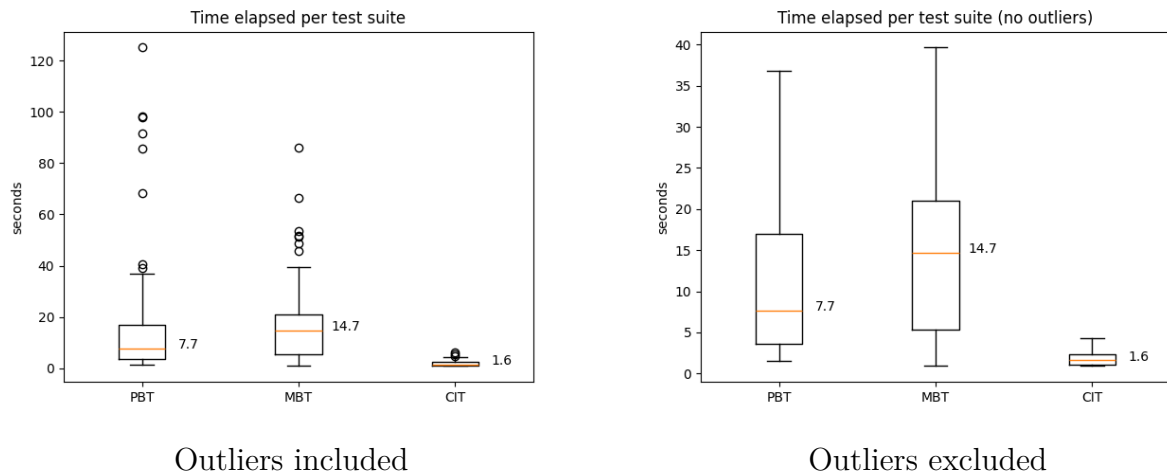 Time elapsed per test suite
120
100
80
60
40
20
0
seconds
7.7
14.7
1.6
PBT
MBT
CIT
Outliers included
Time elapsed per test suite (no outliers)
40
35
30
25
20
15
10
5
0
seconds
7.7
14.7
1.6
PBT
MBT
CIT
Outliers excluded